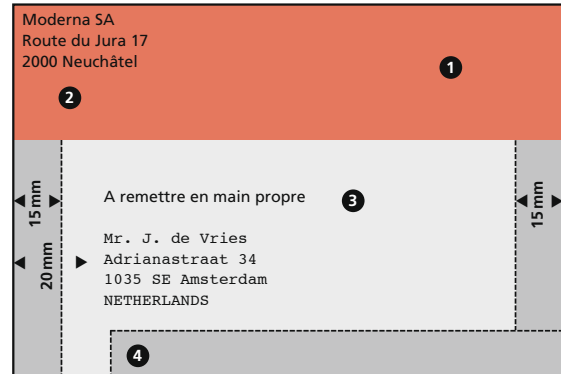 Moderna SA
Route du Jura 17
2000 Neuchâtel
1
2
A remettre en main propre
3
15 mm
15 mm
20 mm
Mr. J. de Vries
Adrianastraat 34
1035 SE Amsterdam
NETHERLANDS
4